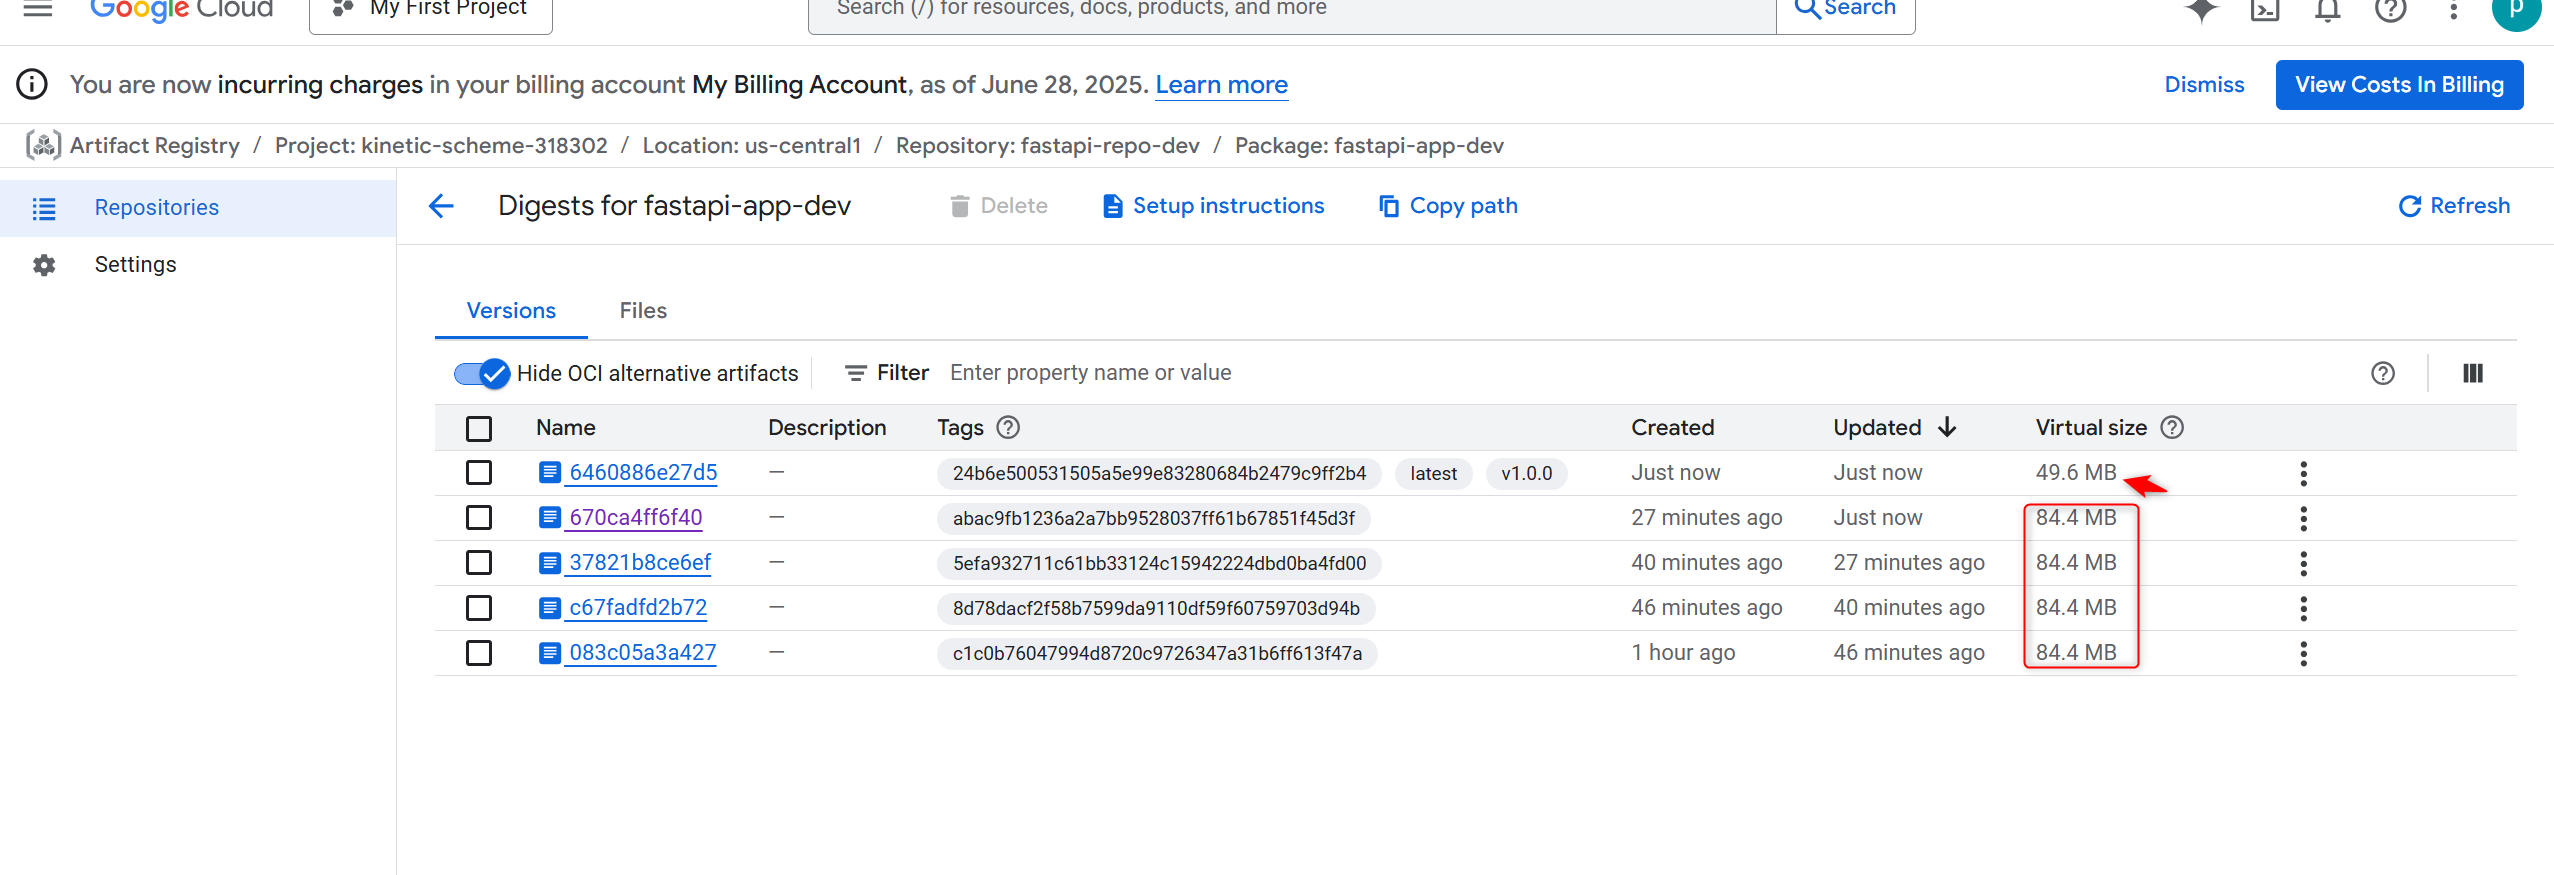 Google Cloud My First Project Search (/) for resources, docs, products, and more Search p
You are now incurring charges in your billing account My Billing Account, as of June 28, 2025. Learn more Dismiss View Costs In Billing
Artifact Registry / Project: kinetic-scheme-318302 / Location: us-central1 / Repository: fastapi-repo-dev / Package: fastapi-app-dev
Repositories
Settings
Digests for fastapi-app-dev Delete Setup instructions Copy path Refresh
Versions Files
Hide OCI alternative artifacts Filter Enter property name or value
Name Description Tags Created Updated Virtual size
6460886e27d5 — 24b6e500531505a5e99e83280684b2479c9ff2b4 latest v1.0.0 Just now Just now 49.6 MB
670ca4ff6f40 — abac9fb1236a2a7bb9528037ff61b67851f45d3f 27 minutes ago Just now 84.4 MB
37821b8ce6ef — 5efa932711c61bb33124c15942224dbd0ba4fd00 40 minutes ago 27 minutes ago 84.4 MB
c67fadfd2b72 — 8d78dacf2f58b7599da9110df59f60759703d94b 46 minutes ago 40 minutes ago 84.4 MB
083c05a3a427 — c1c0b76047994d8720c9726347a31b6ff613f47a 1 hour ago 46 minutes ago 84.4 MB